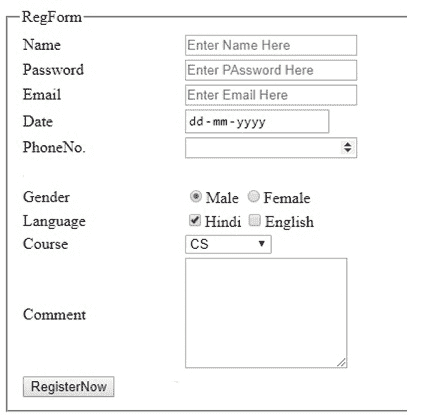 RegForm
Name Enter Name Here
Password Enter PAssword Here
Email Enter Email Here
Date dd-mm-yyyy
PhoneNo.
Gender Male Female
Language Hindi English
Course CS
Comment
RegisterNow